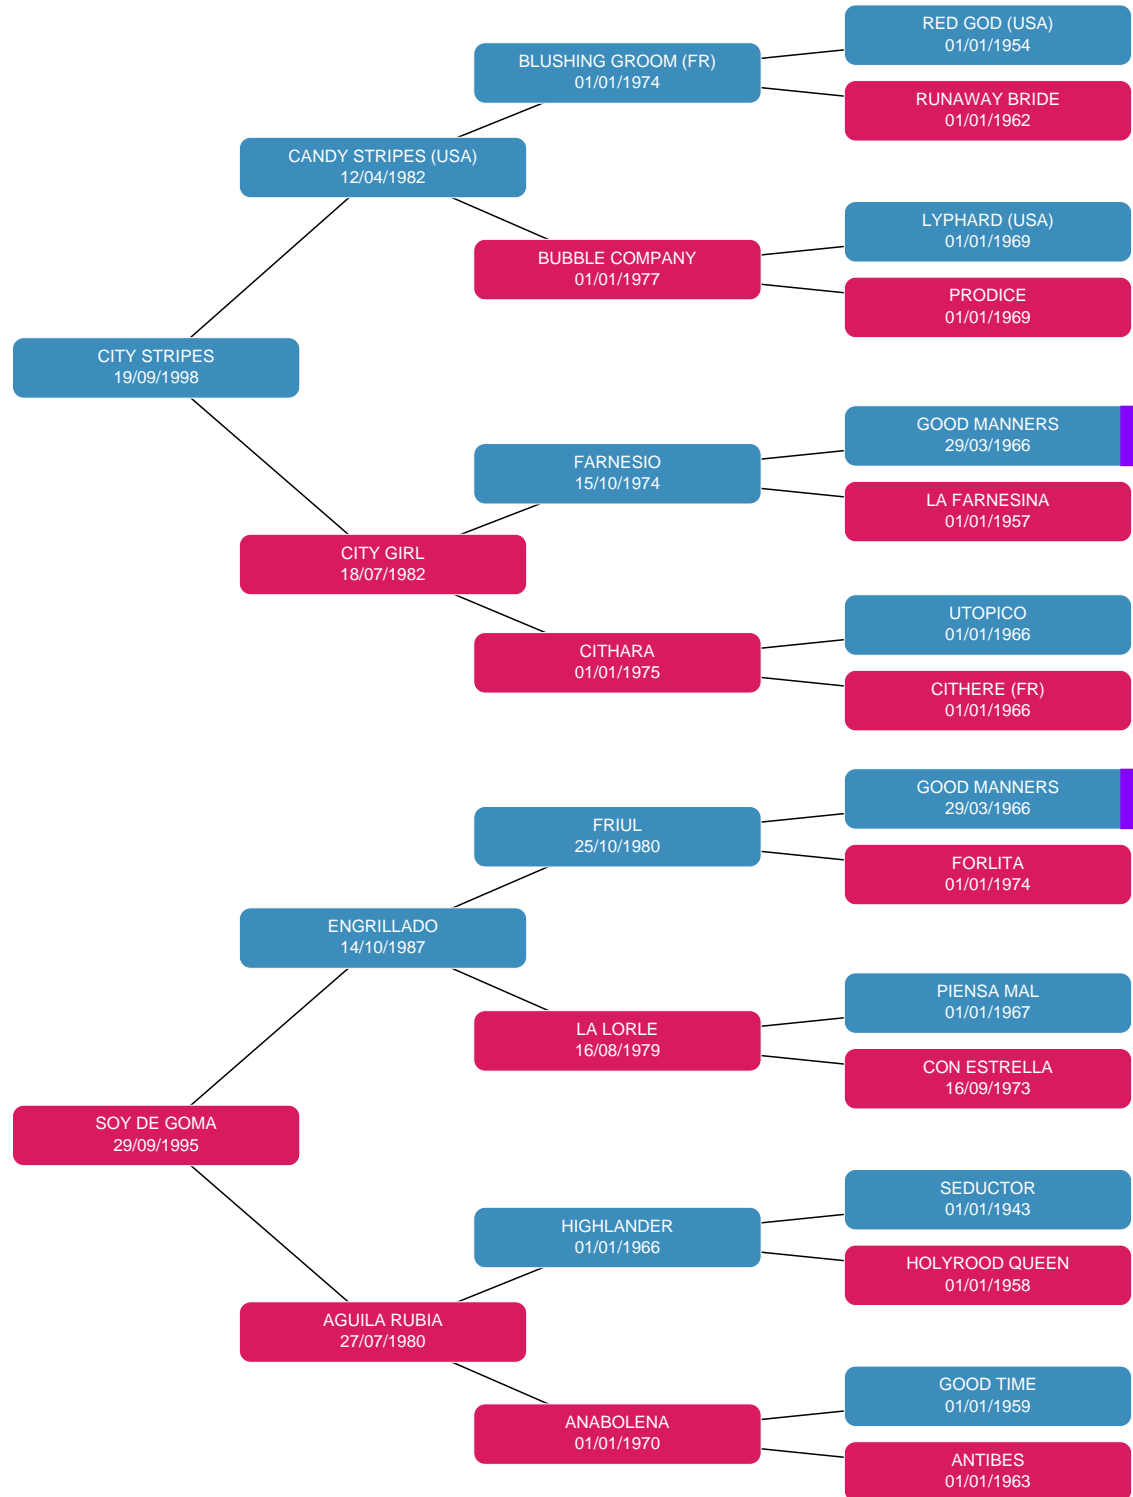 RED GOD (USA)
01/01/1954
BLUSHING GROOM (FR)
01/01/1974
RUNAWAY BRIDE
01/01/1962
CANDY STRIPES (USA)
12/04/1982
LYPHARD (USA)
01/01/1969
BUBBLE COMPANY
01/01/1977
PRODICE
01/01/1969
CITY STRIPES
19/09/1998
GOOD MANNERS
29/03/1966
FARNESIO
15/10/1974
LA FARNESINA
01/01/1957
CITY GIRL
18/07/1982
UTOPICO
01/01/1966
CITHARA
01/01/1975
CITHERE (FR)
01/01/1966
GOOD MANNERS
29/03/1966
FRIUL
25/10/1980
FORLITA
01/01/1974
ENGRILLADO
14/10/1987
PIENSA MAL
01/01/1967
LA LORLE
16/08/1979
CON ESTRELLA
16/09/1973
SOY DE GOMA
29/09/1995
SEDUCTOR
01/01/1943
HIGHLANDER
01/01/1966
HOLYROOD QUEEN
01/01/1958
AGUILA RUBIA
27/07/1980
GOOD TIME
01/01/1959
ANABOLENA
01/01/1970
ANTIBES
01/01/1963